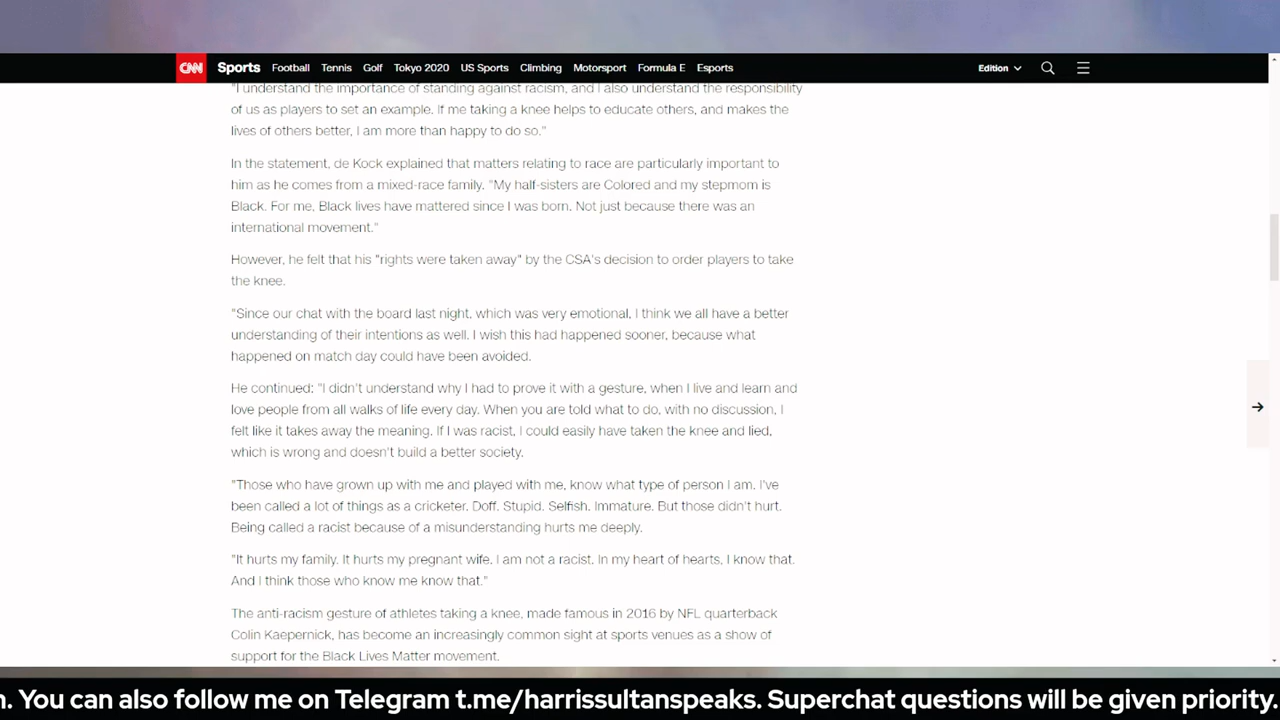 CNN Sports Football Tennis Golf Tokyo 2020 US Sports Climbing Motorsport Formula E Esports Edition
"I understand the importance of standing against racism, and I also understand the responsibility
of us as players to set an example. If me taking a knee helps to educate others, and makes the
lives of others better, I am more than happy to do so."
In the statement, de Kock explained that matters relating to race are particularly important to
him as he comes from a mixed-race family. "My half-sisters are Colored and my stepmom is
Black. For me, Black lives have mattered since I was born. Not just because there was an
international movement."
However, he felt that his "rights were taken away" by the CSA's decision to order players to take
the knee.
"Since our chat with the board last night, which was very emotional, I think we all have a better
understanding of their intentions as well. I wish this had happened sooner, because what
happened on match day could have been avoided.
He continued: "I didn't understand why I had to prove it with a gesture, when I live and learn and
love people from all walks of life every day. When you are told what to do, with no discussion, I
felt like it takes away the meaning. If I was racist, I could easily have taken the knee and lied,
which is wrong and doesn't build a better society.
"Those who have grown up with me and played with me, know what type of person I am. I've
been called a lot of things as a cricketer. Doff. Stupid. Selfish. Immature. But those didn't hurt.
Being called a racist because of a misunderstanding hurts me deeply.
"It hurts my family. It hurts my pregnant wife. I am not a racist. In my heart of hearts, I know that.
And I think those who know me know that."
The anti-racism gesture of athletes taking a knee, made famous in 2016 by NFL quarterback
Colin Kaepernick, has become an increasingly common sight at sports venues as a show of
support for the Black Lives Matter movement.
n. You can also follow me on Telegram t.me/harrissultanspeaks. Superchat questions will be given priority.